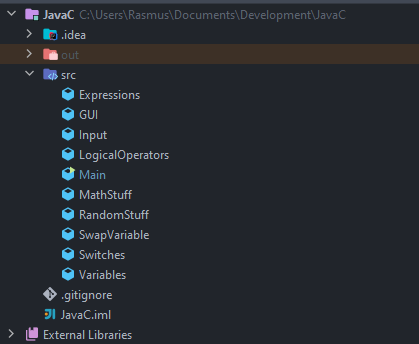 JavaC C:\Users\Rasmus\Documents\Development\JavaC
.idea
out
src
Expressions
GUI
Input
LogicalOperators
Main
MathStuff
RandomStuff
SwapVariable
Switches
Variables
.gitignore
JavaC.iml
External Libraries